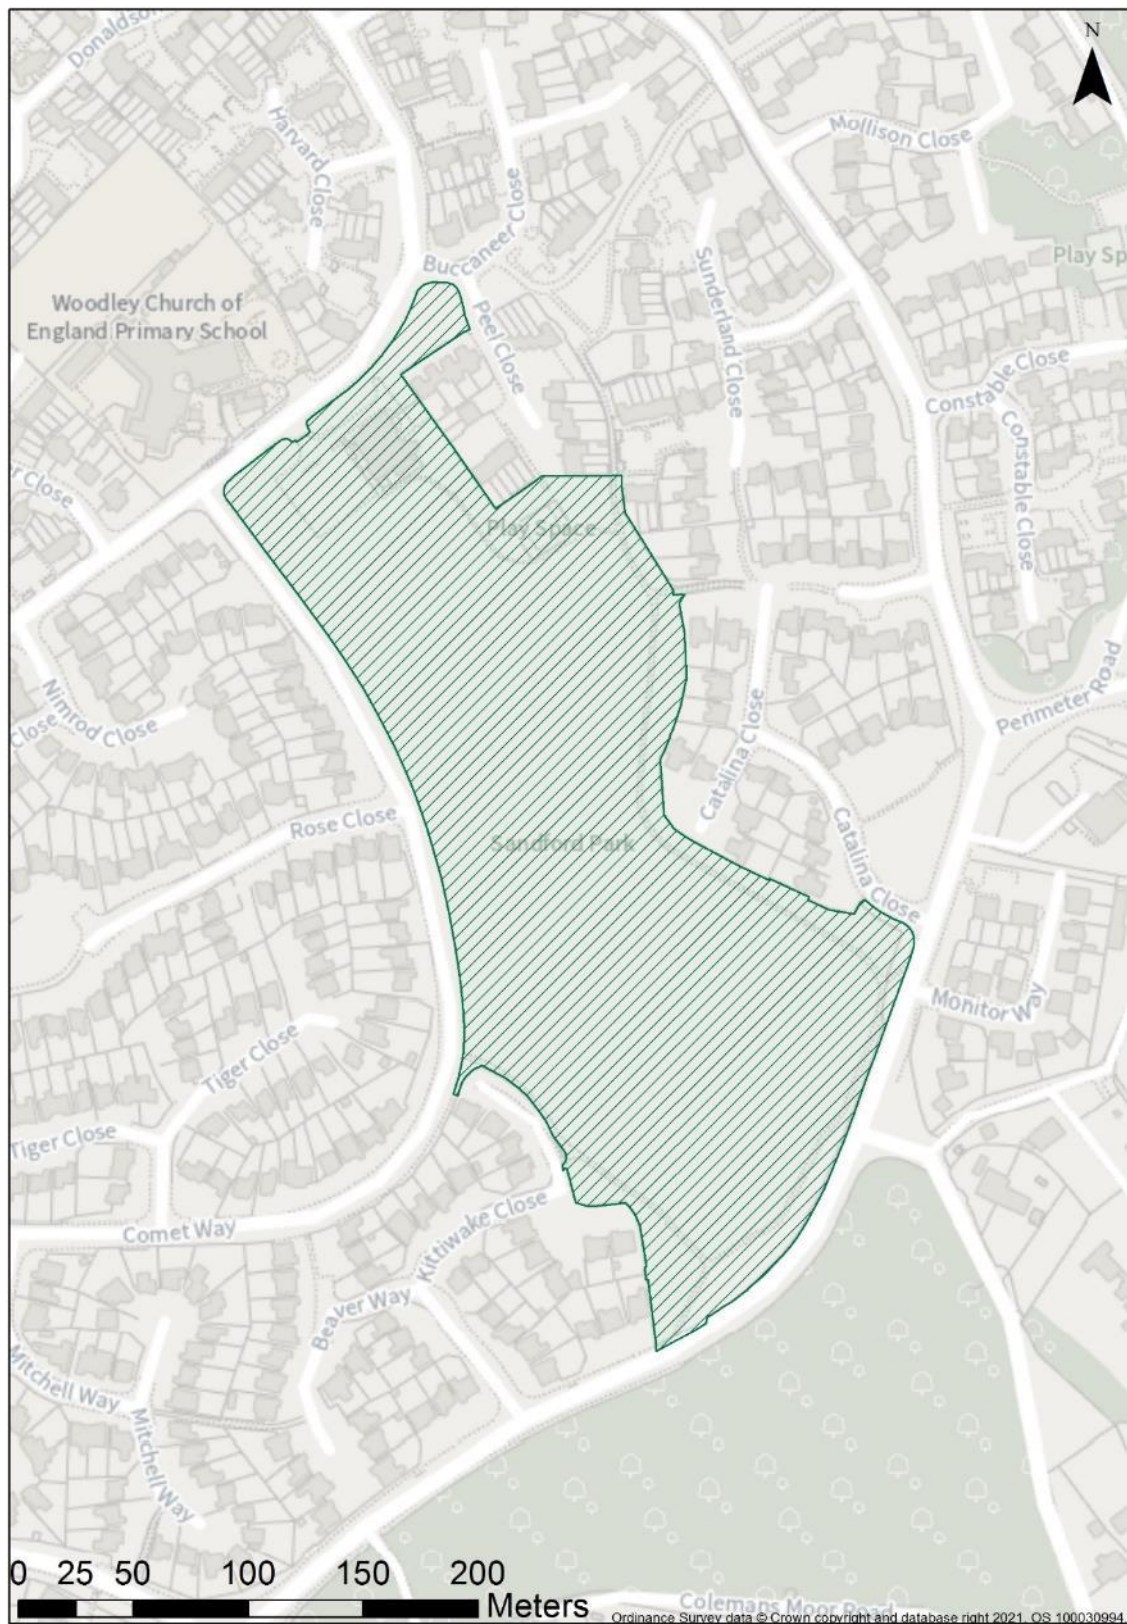 Donaldson
N
Mollison Close
Harvard Close
Buccaneer Close
Play Sp
Sunderland Close
Woodley Church of
England Primary School
Peel Close
Constable Close
Constable Close
r Close
Play Space
Nimrod Close
Close
Perimeter Road
Catalina Close
Rose Close
Sandford Park
Catalina Close
Monitor Way
Tiger Close
Tiger Close
Comet Way
Kittiwake Close
Beaver Way
Mitchell Way
Mitchell Way
0 25 50 100 150 200
Meters
Colemans Moor Road
Ordinance Survey data © Crown copyright and database right 2021. OS 100030994.